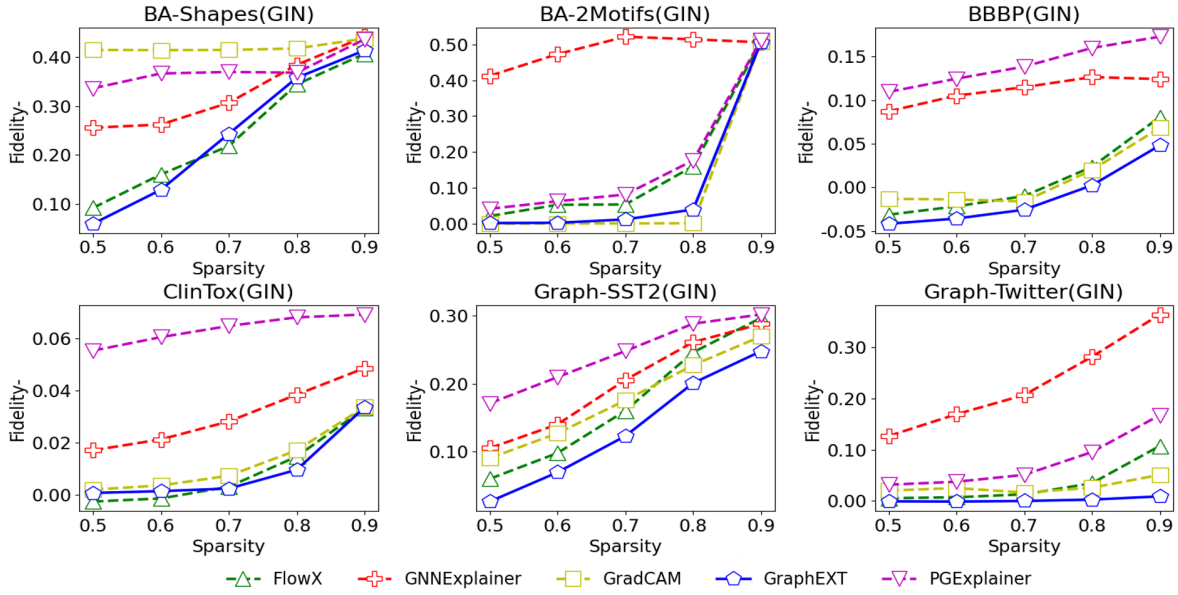 BA-Shapes(GIN)
BA-2Motifs(GIN)
BBBP(GIN)
Fidelity-
0.40
0.30
0.20
0.10
0.5 0.6 0.7 0.8 0.9
Sparsity
Fidelity-
0.50
0.40
0.30
0.20
0.10
0.00
0.5 0.6 0.7 0.8 0.9
Sparsity
Fidelity-
0.15
0.10
0.05
0.00
-0.05
0.5 0.6 0.7 0.8 0.9
Sparsity
ClinTox(GIN)
Graph-SST2(GIN)
Graph-Twitter(GIN)
Fidelity-
0.06
0.04
0.02
0.00
0.5 0.6 0.7 0.8 0.9
Sparsity
Fidelity-
0.30
0.20
0.10
0.5 0.6 0.7 0.8 0.9
Sparsity
Fidelity-
0.30
0.20
0.10
0.00
0.5 0.6 0.7 0.8 0.9
Sparsity
FlowX GNNExplainer GradCAM GraphEXT PGExplainer